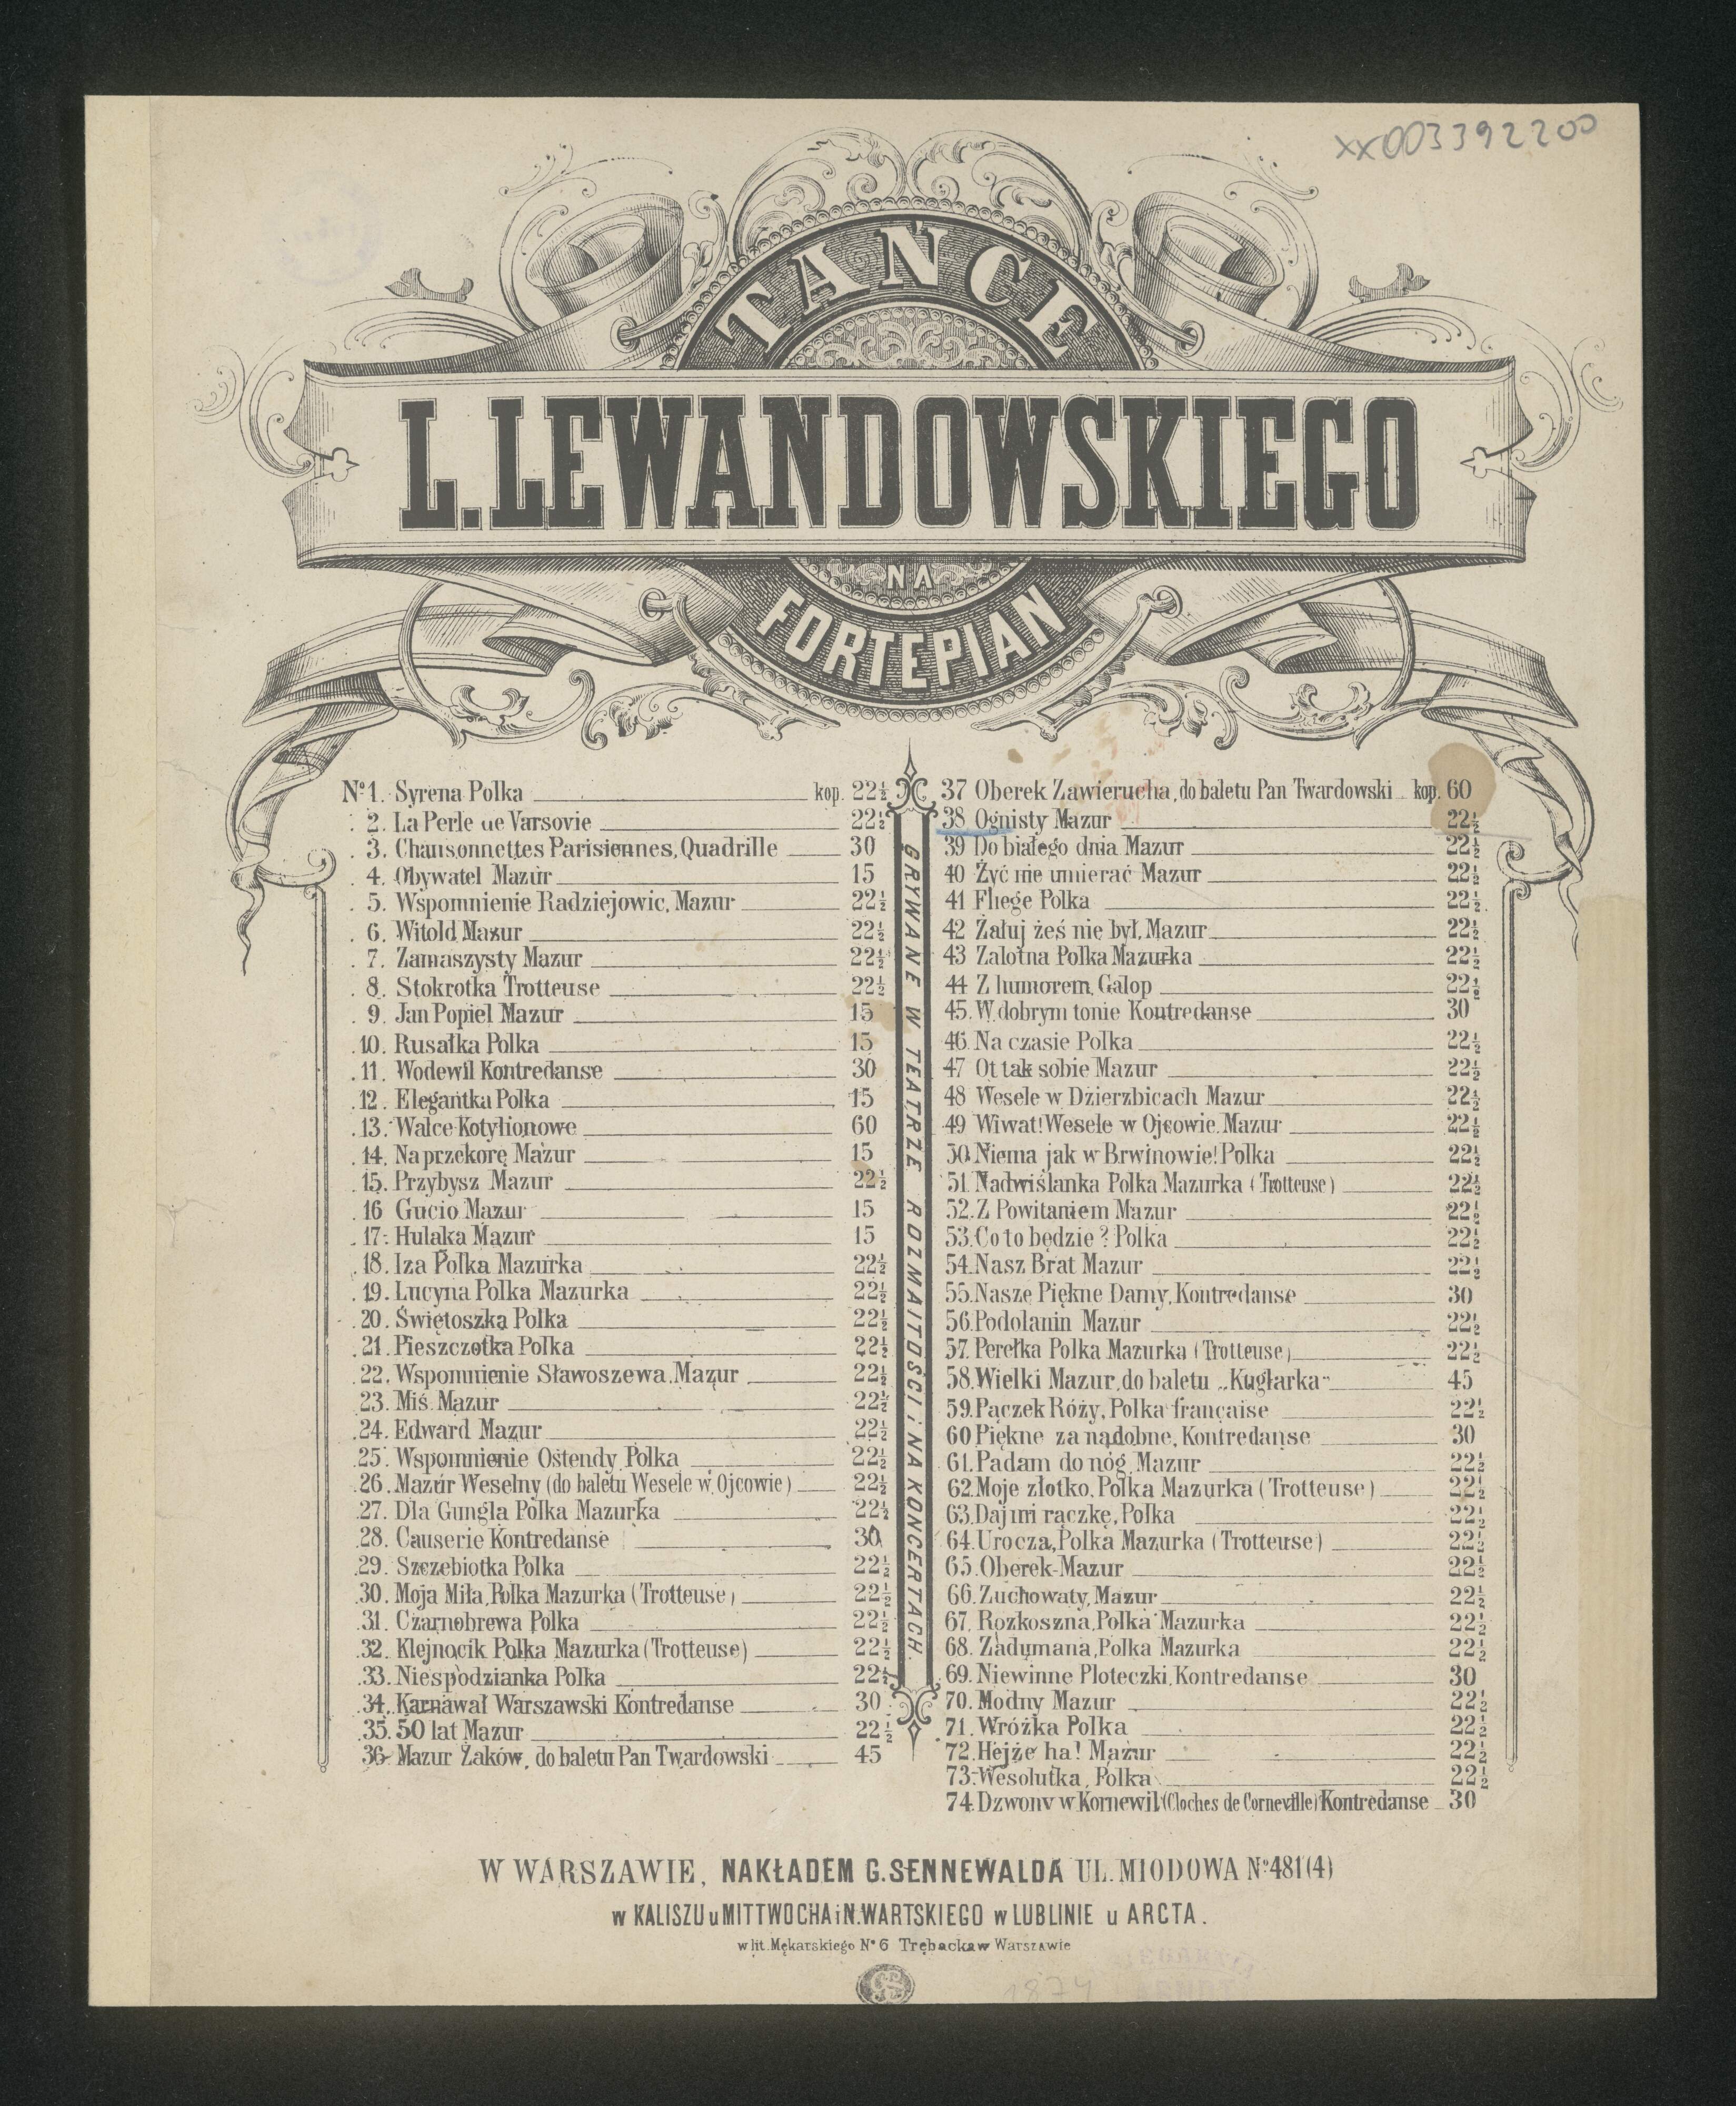 xx003392200
TAŃCE
L. LEWANDOWSKIEGO
NA
FORTEPIAN
No 1. Syrena Polka kop. 22½
2. La Perle de Varsovie 22½
3. Chansonnettes Parisiennes, Quadrille 30
4. Obywatel Mazur 15
5. Wspomnienie Radziejowic, Mazur 22½
6. Witold Mazur 22½
7. Zamaszysty Mazur 22½
8. Stokrotka Trotteuse 22½
9. Jan Popiel Mazur 15
10. Rusałka Polka 15
11. Wodewil Kontredanse 30
12. Elegantka Polka 15
13. Walce Kotylionowe 60
14. Na przekorę Mazur 15
15. Przybysz Mazur 22½
16 Gucio Mazur 15
17. Hulaka Mazur 15
18. Iza Polka Mazurka 22½
19. Lucyna Polka Mazurka 22½
20. Świętoszka Polka 22½
21. Pieszczotka Polka 22½
22. Wspomnienie Sławoszewa, Mazur 22½
23. Miś Mazur 22½
24. Edward Mazur 22½
25. Wspomnienie Ostendy Polka 22½
26. Mazur Weselny (do baletu Wesele w Ojcowie) 22½
27. Dla Gungla Polka Mazurka 22½
28. Causerie Kontredanse 30
29. Szczebiotka Polka 22½
30. Moja Miła, Polka Mazurka (Trotteuse) 22½
31. Czarnobrewa Polka 22½
32. Klejnocik Polka Mazurka (Trotteuse) 22½
33. Niespodzianka Polka 22½
34. Karnawał Warszawski Kontredanse 30
35. 50 lat Mazur 22½
36. Mazur Żaków, do baletu Pan Twardowski 45
GRYWANE W TEATRZE ROZMAITOŚCI i NA KONCERTACH.
37 Oberek Zawierucha, do baletu Pan Twardowski kop. 60
38 Ognisty Mazur 22½
39 Do białego dnia Mazur 22½
40 Żyć nie umierać Mazur 22½
41 Fliege Polka 22½
42 Żałuj żeś nie był, Mazur 22½
43 Zalotna Polka Mazurka 22½
44 Z humorem, Galop 22½
45. W dobrym tonie Kontredanse 30
46. Na czasie Polka 22½
47 Ot tak sobie Mazur 22½
48 Wesele w Dzierzbicach Mazur 22½
49 Wiwat! Wesele w Ojcowie. Mazur 22½
50. Niema jak w Brwinowie! Polka 22½
51. Nadwiślanka Polka Mazurka (Trotteuse) 22½
52. Z Powitaniem Mazur 22½
53. Co to będzie? Polka 22½
54. Nasz Brat Mazur 22½
55. Nasze Piękne Damy, Kontredanse 30
56. Podolanin Mazur 22½
57. Perełka Polka Mazurka (Trotteuse) 22½
58. Wielki Mazur, do baletu „Kuglarka" 45
59. Pączek Róży, Polka française 22½
60 Piękne za nadobne, Kontredanse 30
61. Padam do nóg, Mazur 22½
62. Moje złotko, Polka Mazurka (Trotteuse) 22½
63. Daj mi rączkę, Polka 22½
64. Urocza, Polka Mazurka (Trotteuse) 22½
65. Oberek-Mazur 22½
66. Zuchowaty, Mazur 22½
67. Rozkoszna, Polka Mazurka 22½
68. Zadumana, Polka Mazurka 22½
69. Niewinne Ploteczki, Kontredanse 30
70. Modny Mazur 22½
71. Wróżka Polka 22½
72. Hejże ha! Mazur 22½
73. Wesolutka, Polka 22½
74. Dzwony w Kornewil (Cloches de Corneville) Kontredanse 30
W WARSZAWIE, NAKŁADEM G. SENNEWALDA UL. MIODOWA No 481 (4)
w KALISZU u MITTWOCHA i N. WARTSKIEGO w LUBLINIE u ARCTA.
w lit. Mękarskiego No 6 Trębacka w Warszawie
1874